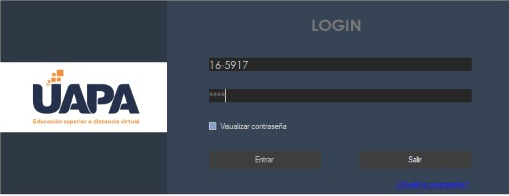 LOGIN
16-5917
UAPA
****
Educación superior a distancia virtual
Visualizar contraseña
Entrar
Salir